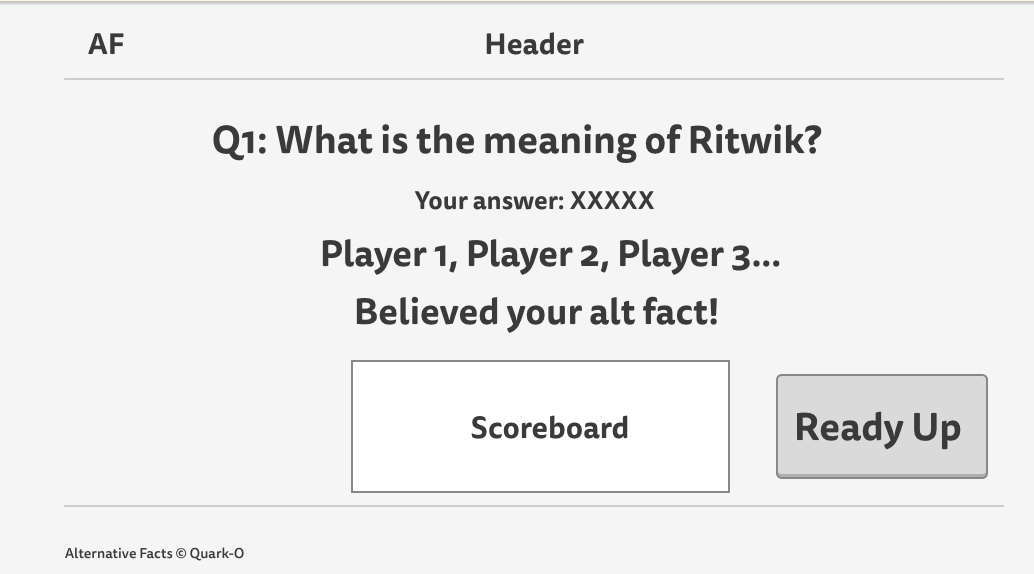 AF Header
Q1: What is the meaning of Ritwik?
Your answer: XXXXX
Player 1, Player 2, Player 3...
Believed your alt fact!
Scoreboard
Ready Up
Alternative Facts © Quark-O